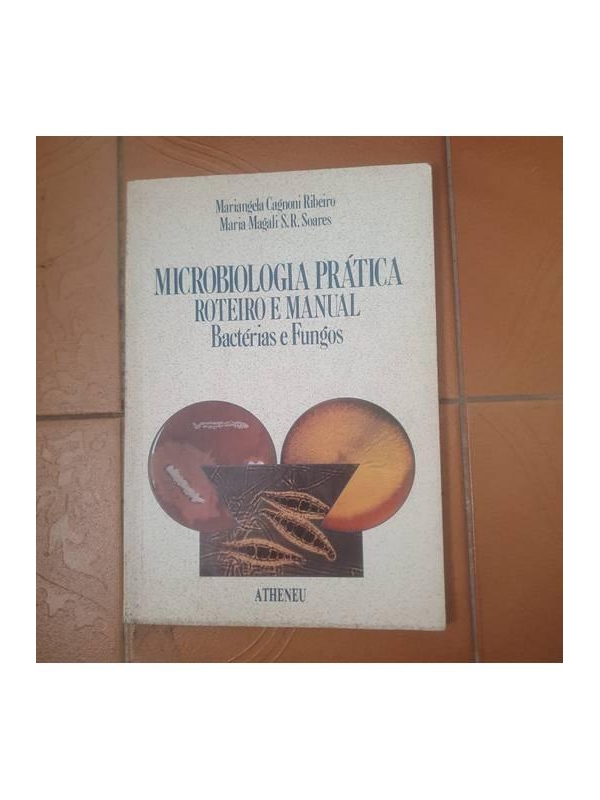 Mariangela Cagnoni Ribeiro
Maria Magali S. R. Soares
MICROBIOLOGIA PRÁTICA
ROTEIRO E MANUAL
Bactérias e Fungos
ATHENEU